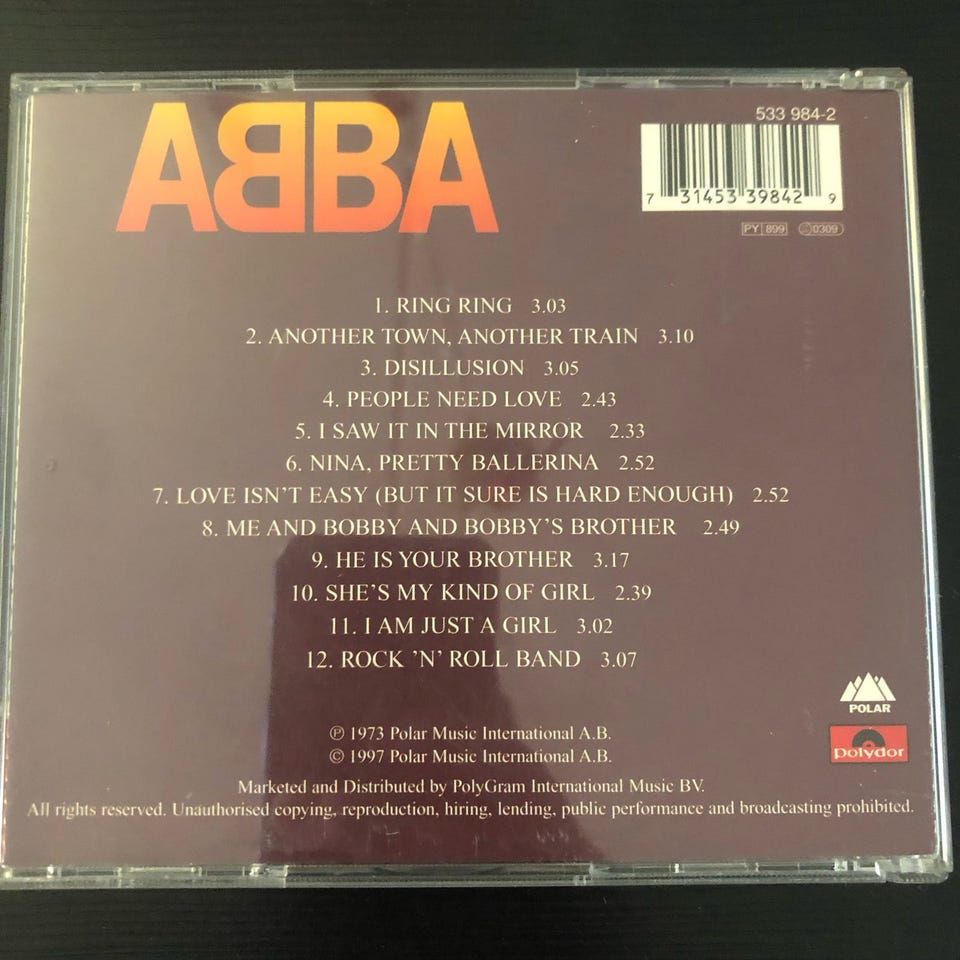 ABBA
533 984-2
7 31453 39842 9
PY 899 0309
1. RING RING 3.03
2. ANOTHER TOWN, ANOTHER TRAIN 3.10
3. DISILLUSION 3.05
4. PEOPLE NEED LOVE 2.43
5. I SAW IT IN THE MIRROR 2.33
6. NINA, PRETTY BALLERINA 2.52
7. LOVE ISN'T EASY (BUT IT SURE IS HARD ENOUGH) 2.52
8. ME AND BOBBY AND BOBBY'S BROTHER 2.49
9. HE IS YOUR BROTHER 3.17
10. SHE'S MY KIND OF GIRL 2.39
11. I AM JUST A GIRL 3.02
12. ROCK 'N' ROLL BAND 3.07
POLAR
polydor
℗ 1973 Polar Music International A.B.
© 1997 Polar Music International A.B.
Marketed and Distributed by PolyGram International Music BV.
All rights reserved. Unauthorised copying, reproduction, hiring, lending, public performance and broadcasting prohibited.